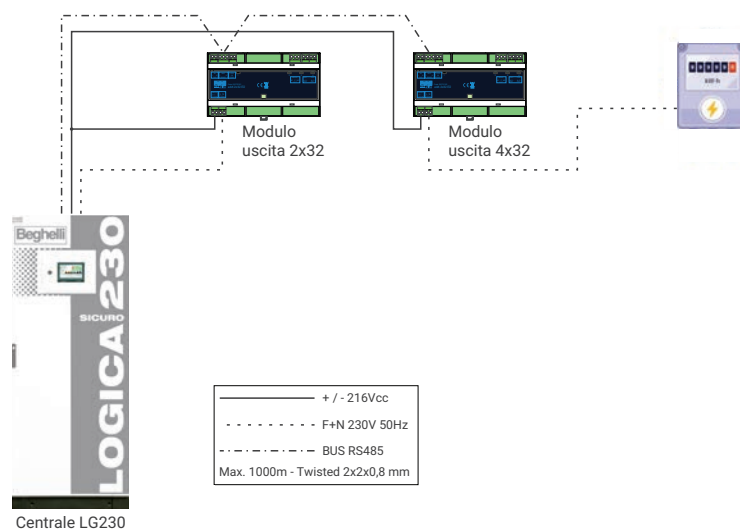 Modulo
uscita 2x32
Modulo
uscita 4x32
Beghelli
LOGICA 230
SICURO
+ / - 216Vcc
F+N 230V 50Hz
BUS RS485
Max. 1000m - Twisted 2x2x0,8 mm
Centrale LG230